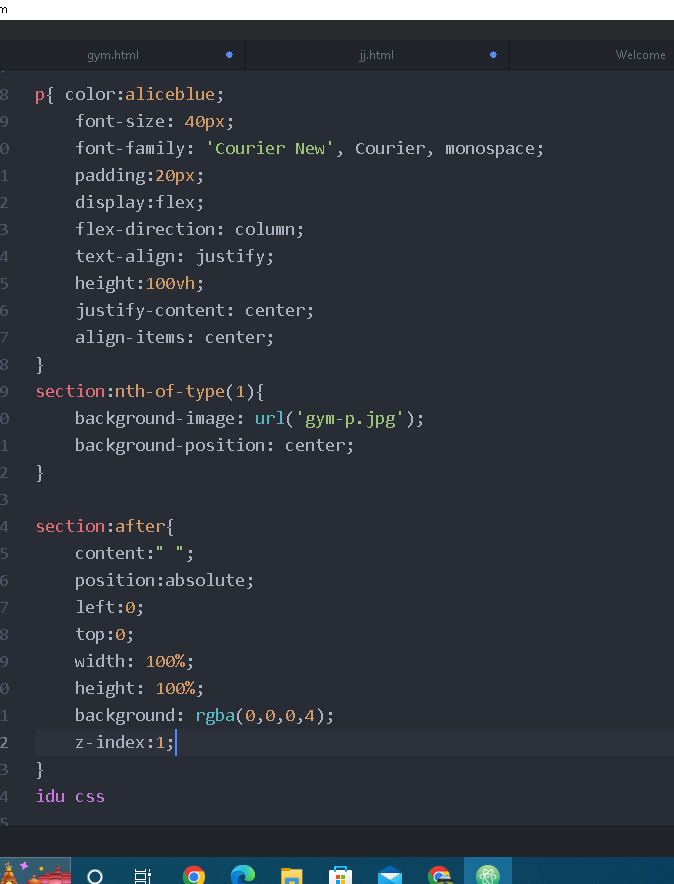 m
gym.html jj.html Welcome
8 p{ color:aliceblue;
9 font-size: 40px;
0 font-family: 'Courier New', Courier, monospace;
1 padding:20px;
2 display:flex;
3 flex-direction: column;
4 text-align: justify;
5 height:100vh;
6 justify-content: center;
7 align-items: center;
8 }
9 section:nth-of-type(1){
0 background-image: url('gym-p.jpg');
1 background-position: center;
2 }
3
4 section:after{
5 content:" ";
6 position:absolute;
7 left:0;
8 top:0;
9 width: 100%;
0 height: 100%;
1 background: rgba(0,0,0,4);
2 z-index:1;
3 }
4 idu css
5